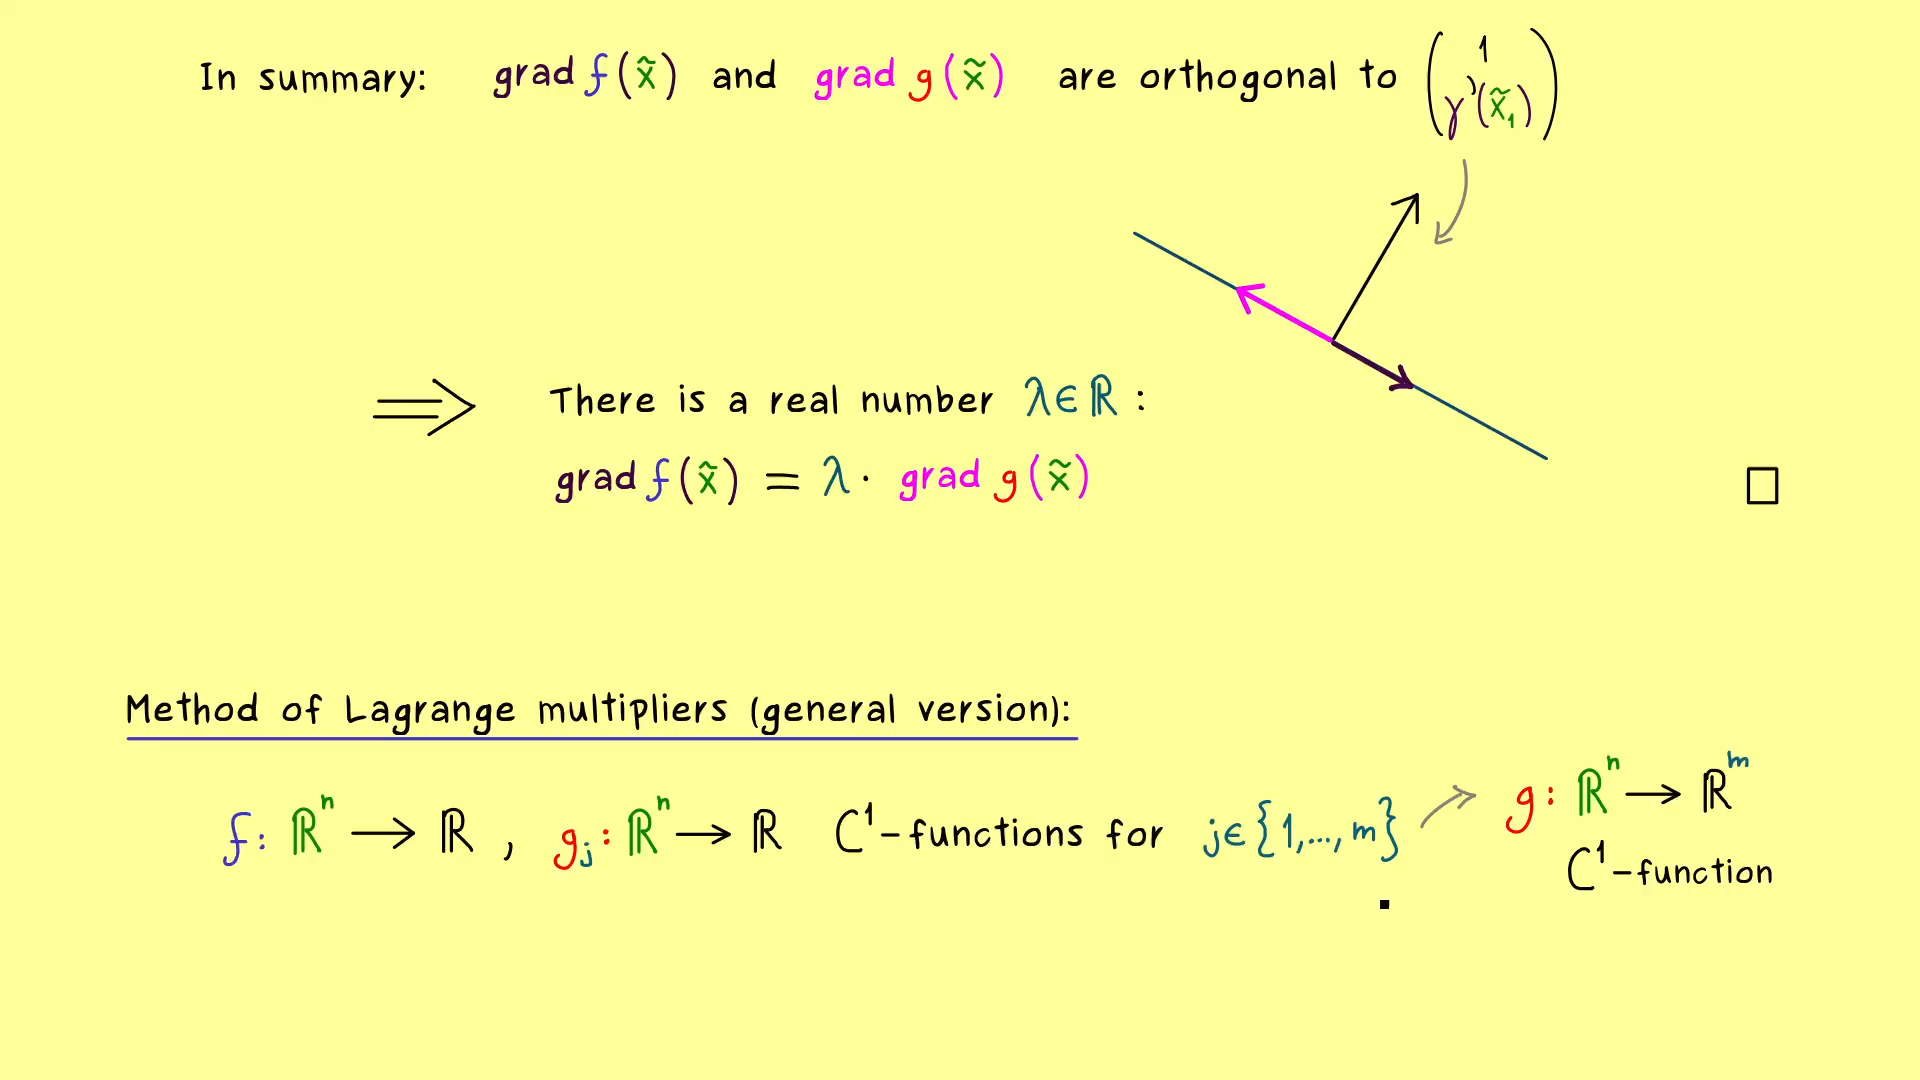 In summary: grad f(x̃) and grad g(x̃) are orthogonal to (1 γ'(x̃₁))
⟹ There is a real number λ∈ℝ :
grad f(x̃) = λ · grad g(x̃) □
Method of Lagrange multipliers (general version):
f: ℝⁿ → ℝ , gⱼ: ℝⁿ → ℝ C¹-functions for j∈{1,...,m} g: ℝⁿ → ℝᵐ
C¹-function